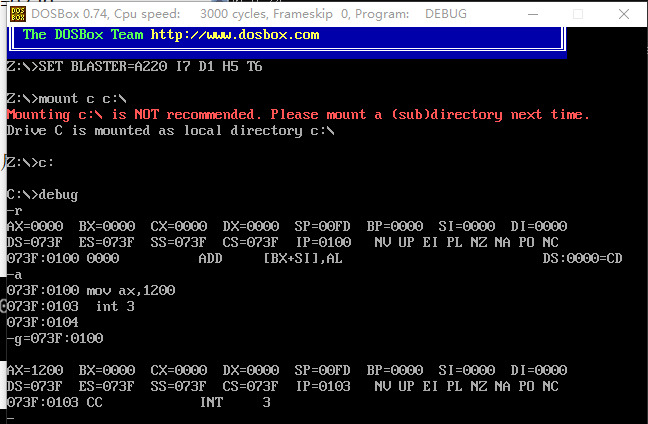 DOSBox 0.74, Cpu speed: 3000 cycles, Frameskip 0, Program: DEBUG
The DOSBox Team http://www.dosbox.com
Z:\>SET BLASTER=A220 I7 D1 H5 T6
Z:\>mount c c:\
Mounting c:\ is NOT recommended. Please mount a (sub)directory next time.
Drive C is mounted as local directory c:\
Z:\>c:
C:\>debug
-r
AX=0000 BX=0000 CX=0000 DX=0000 SP=00FD BP=0000 SI=0000 DI=0000
DS=073F ES=073F SS=073F CS=073F IP=0100 NV UP EI PL NZ NA PO NC
073F:0100 0000 ADD [BX+SI],AL DS:0000=CD
-a
073F:0100 mov ax,1200
073F:0103 int 3
073F:0104
-g=073F:0100
AX=1200 BX=0000 CX=0000 DX=0000 SP=00FD BP=0000 SI=0000 DI=0000
DS=073F ES=073F SS=073F CS=073F IP=0103 NV UP EI PL NZ NA PO NC
073F:0103 CC INT 3
-